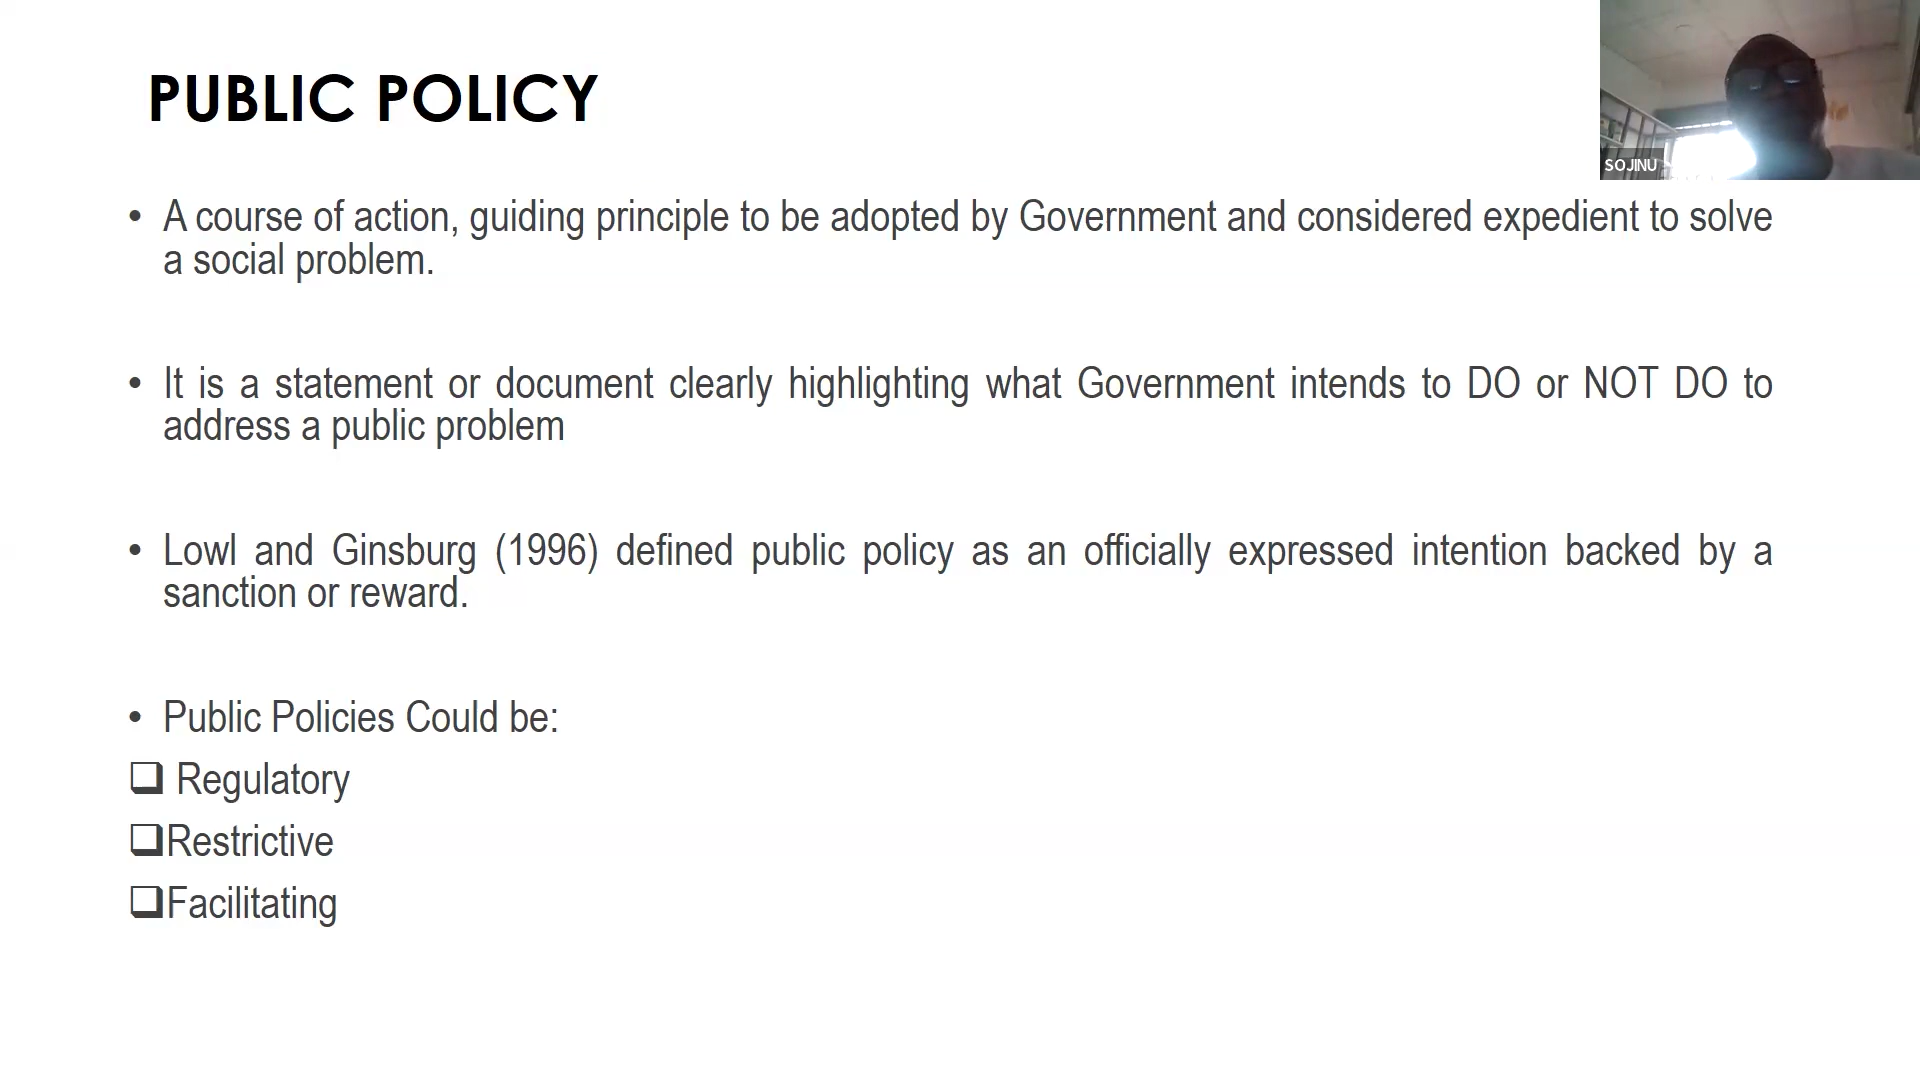 PUBLIC POLICY
SOJINU
• A course of action, guiding principle to be adopted by Government and considered expedient to solve
a social problem.
• It is a statement or document clearly highlighting what Government intends to DO or NOT DO to
address a public problem
• Lowl and Ginsburg (1996) defined public policy as an officially expressed intention backed by a
sanction or reward.
• Public Policies Could be:
❑ Regulatory
❑Restrictive
❑Facilitating